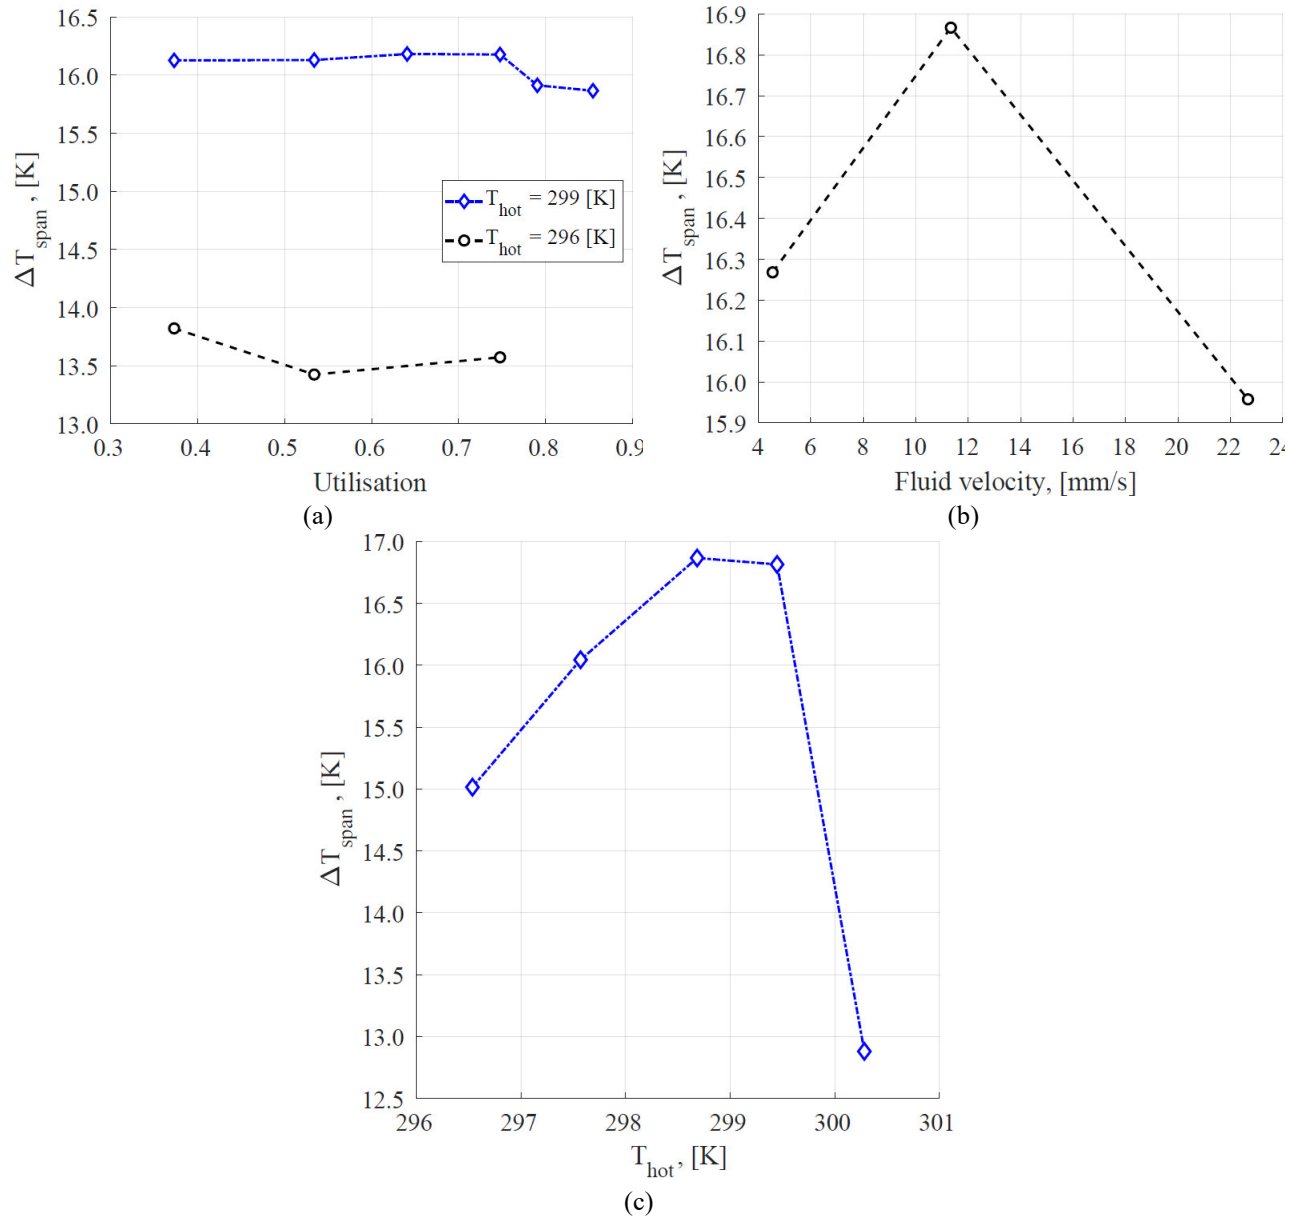 16.5
16.0
15.5
15.0
14.5
14.0
13.5
13.0
ΔT_span , [K]
T_hot = 299 [K]
T_hot = 296 [K]
0.3 0.4 0.5 0.6 0.7 0.8 0.9
Utilisation
(a)
16.9
16.8
16.7
16.6
16.5
16.4
16.3
16.2
16.1
16.0
15.9
ΔT_span , [K]
4 6 8 10 12 14 16 18 20 22 24
Fluid velocity, [mm/s]
(b)
17.0
16.5
16.0
15.5
15.0
14.5
14.0
13.5
13.0
12.5
ΔT_span , [K]
296 297 298 299 300 301
T_hot, [K]
(c)